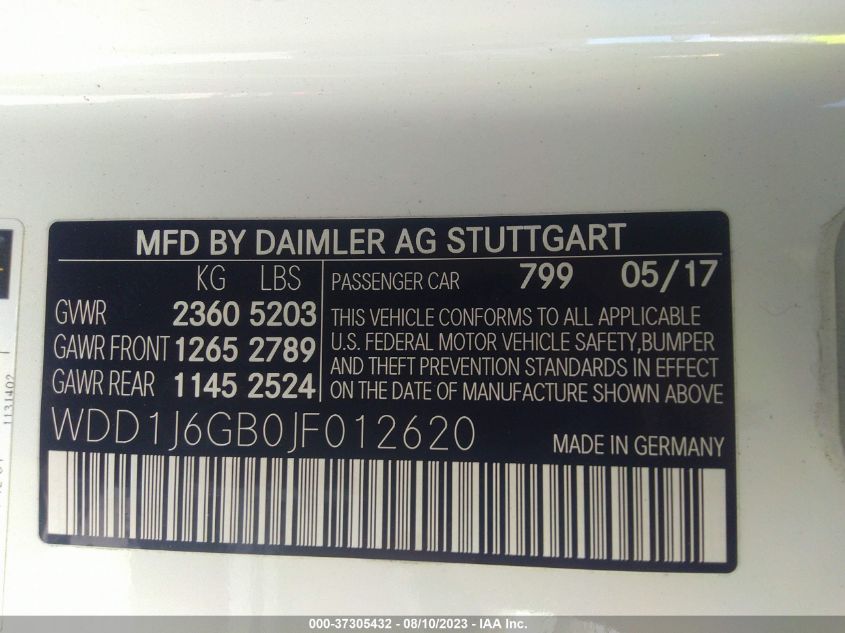 MFD BY DAIMLER AG STUTTGART
KG LBS
GVWR 2360 5203
GAWR FRONT 1265 2789
GAWR REAR 1145 2524
PASSENGER CAR 799 05/17
THIS VEHICLE CONFORMS TO ALL APPLICABLE
U.S. FEDERAL MOTOR VEHICLE SAFETY,BUMPER
AND THEFT PREVENTION STANDARDS IN EFFECT
ON THE DATE OF MANUFACTURE SHOWN ABOVE
WDD1J6GB0JF012620
MADE IN GERMANY
1131402
000-37305432 - 08/10/2023 - IAA Inc.